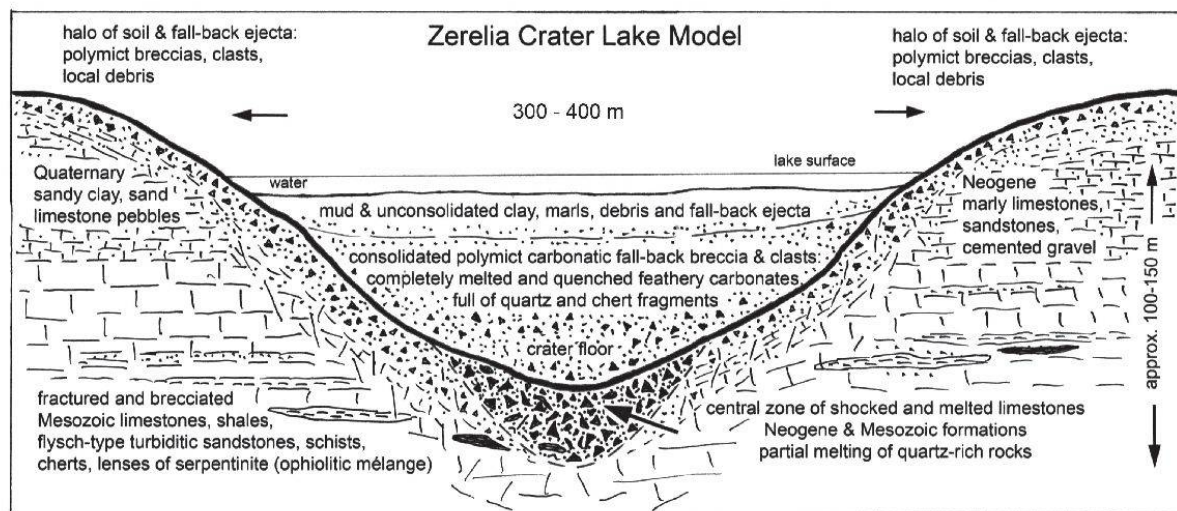 Zerelia Crater Lake Model
halo of soil & fall-back ejecta:
polymict breccias, clasts,
local debris
halo of soil & fall-back ejecta:
polymict breccias, clasts,
local debris
300 - 400 m
lake surface
water
Quaternary
sandy clay, sand
limestone pebbles
mud & unconsolidated clay, marls, debris and fall-back ejecta
Neogene
marly limestones,
sandstones,
cemented gravel
consolidated polymict carbonatic fall-back breccia & clasts:
completely melted and quenched feathery carbonates
full of quartz and chert fragments
crater floor
approx. 100-150 m
fractured and brecciated
Mesozoic limestones, shales,
flysch-type turbiditic sandstones, schists,
cherts, lenses of serpentinite (ophiolitic mélange)
central zone of shocked and melted limestones
Neogene & Mesozoic formations
partial melting of quartz-rich rocks